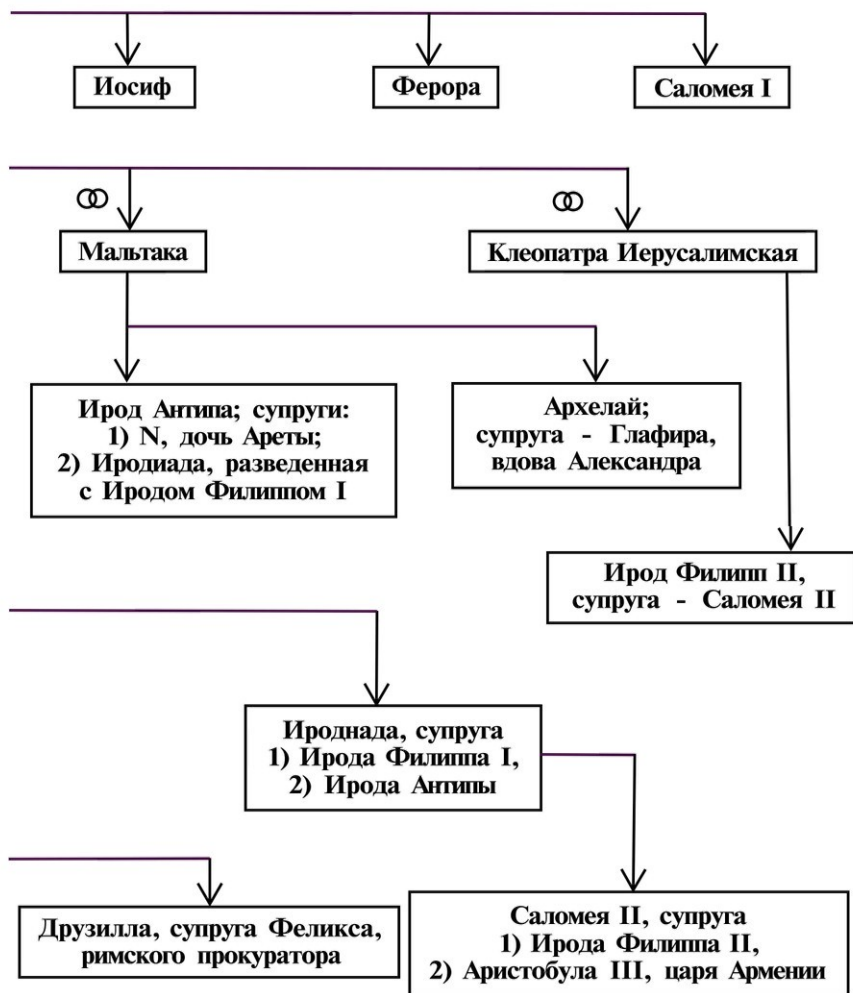 Иосиф
Ферора
Саломея I
Мальтака
Клеопатра Иерусалимская
Ирод Антипа; супруги:
1) N, дочь Ареты;
2) Иродиада, разведенная
с Иродом Филиппом I
Архелай;
супруга - Глафира,
вдова Александра
Ирод Филипп II,
супруга - Саломея II
Ироднада, супруга
1) Ирода Филиппа I,
2) Ирода Антипы
Друзилла, супруга Феликса,
римского прокуратора
Саломея II, супруга
1) Ирода Филиппа II,
2) Аристобула III, царя Армении